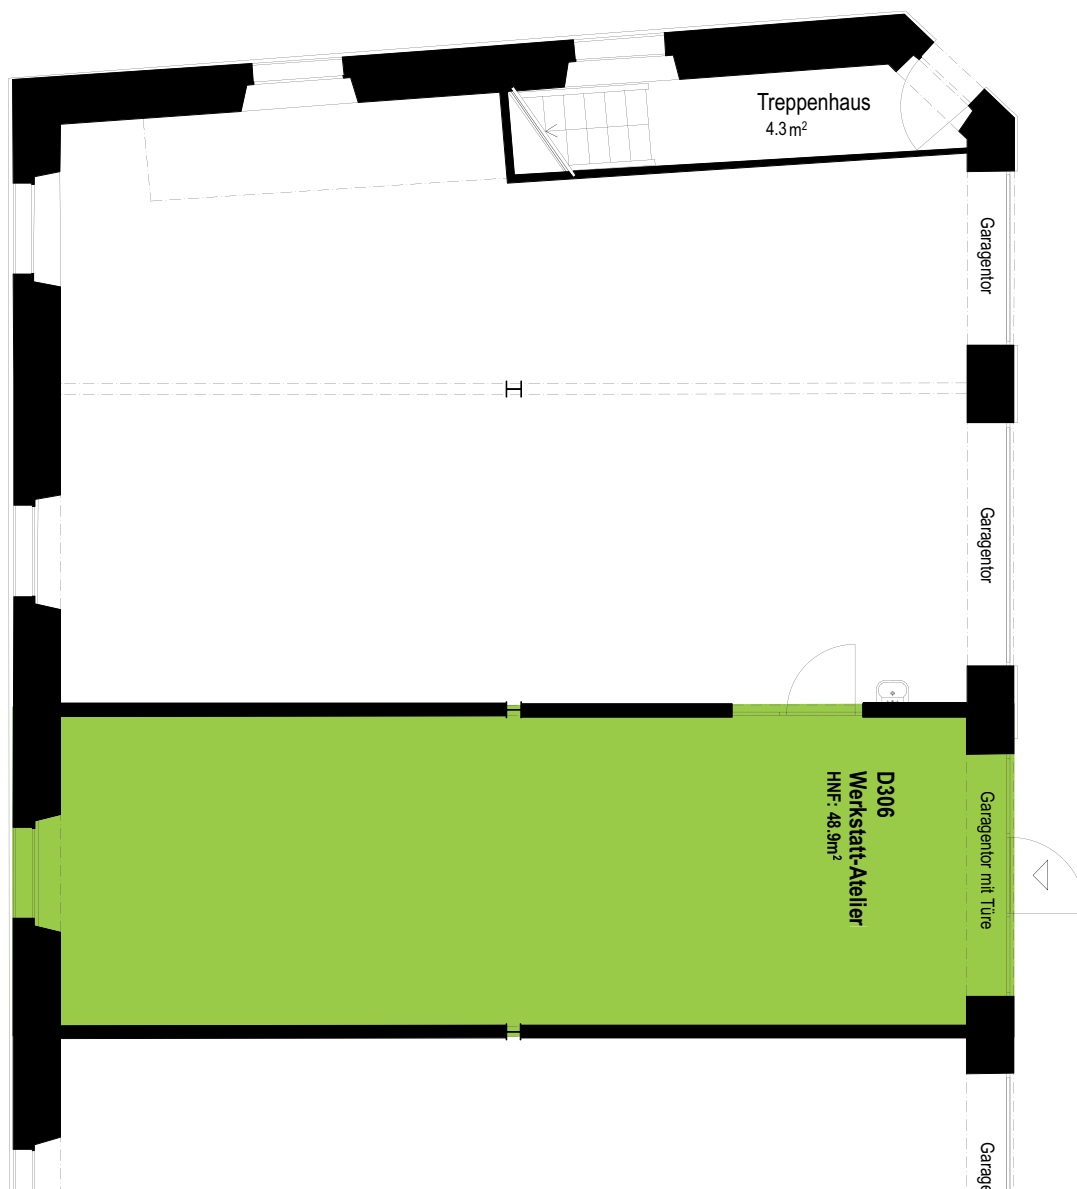 Treppenhaus
4.3 m²
Garagentor
Garagentor
D306
Werkstatt-Atelier
HNF: 48.9m²
Garagentor mit Türe
Garage